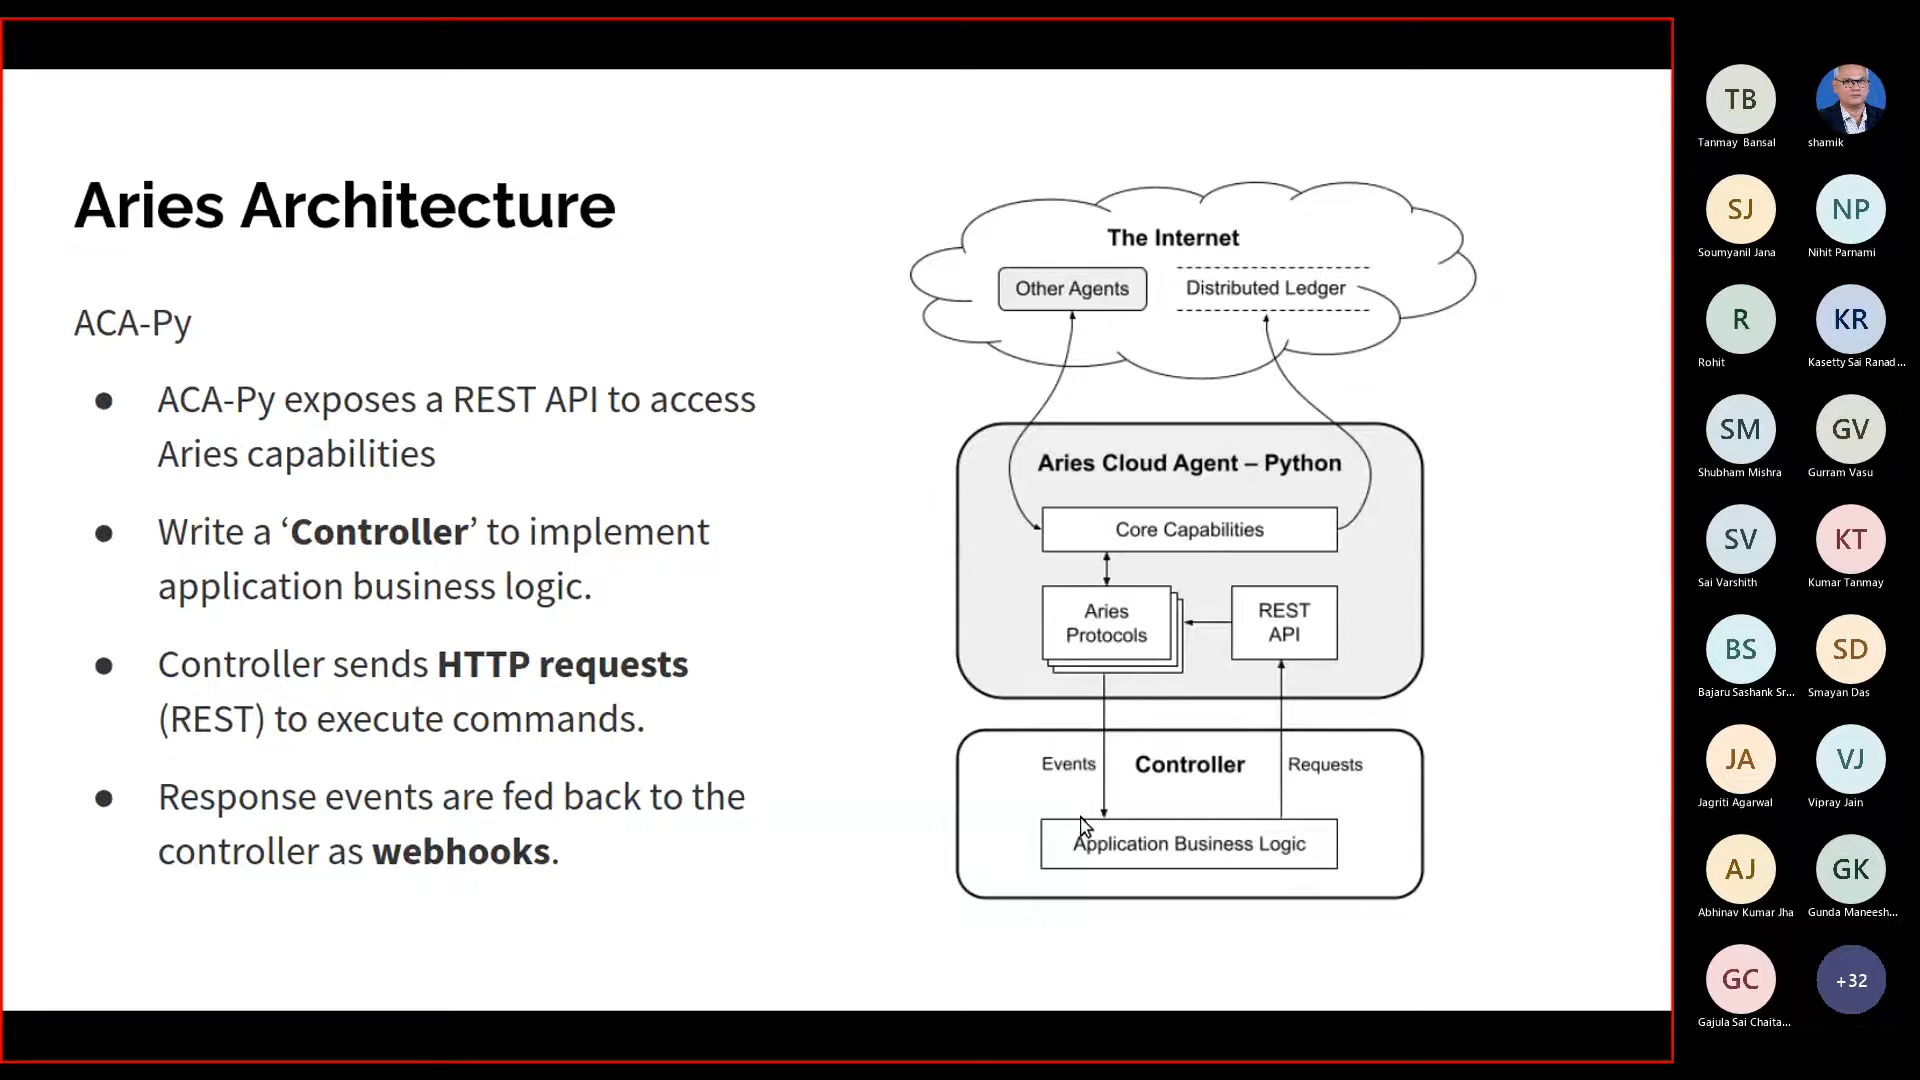 Aries Architecture
ACA-Py
● ACA-Py exposes a REST API to access
Aries capabilities
● Write a ‘Controller’ to implement
application business logic.
● Controller sends HTTP requests
(REST) to execute commands.
● Response events are fed back to the
controller as webhooks.
The Internet
Other Agents
Distributed Ledger
Aries Cloud Agent – Python
Core Capabilities
Aries
Protocols
REST
API
Events
Controller
Requests
Application Business Logic
TB
Tanmay Bansal
shamik
SJ
Soumyanil Jana
NP
Nihit Parnami
R
Rohit
KR
Kasetty Sai Ranad...
SM
Shubham Mishra
GV
Gurram Vasu
SV
Sai Varshith
KT
Kumar Tanmay
BS
Bajaru Sashank Sr...
SD
Smayan Das
JA
Jagriti Agarwal
VJ
Vipray Jain
AJ
Abhinav Kumar Jha
GK
Gunda Maneesh...
GC
Gajula Sai Chaita...
+32